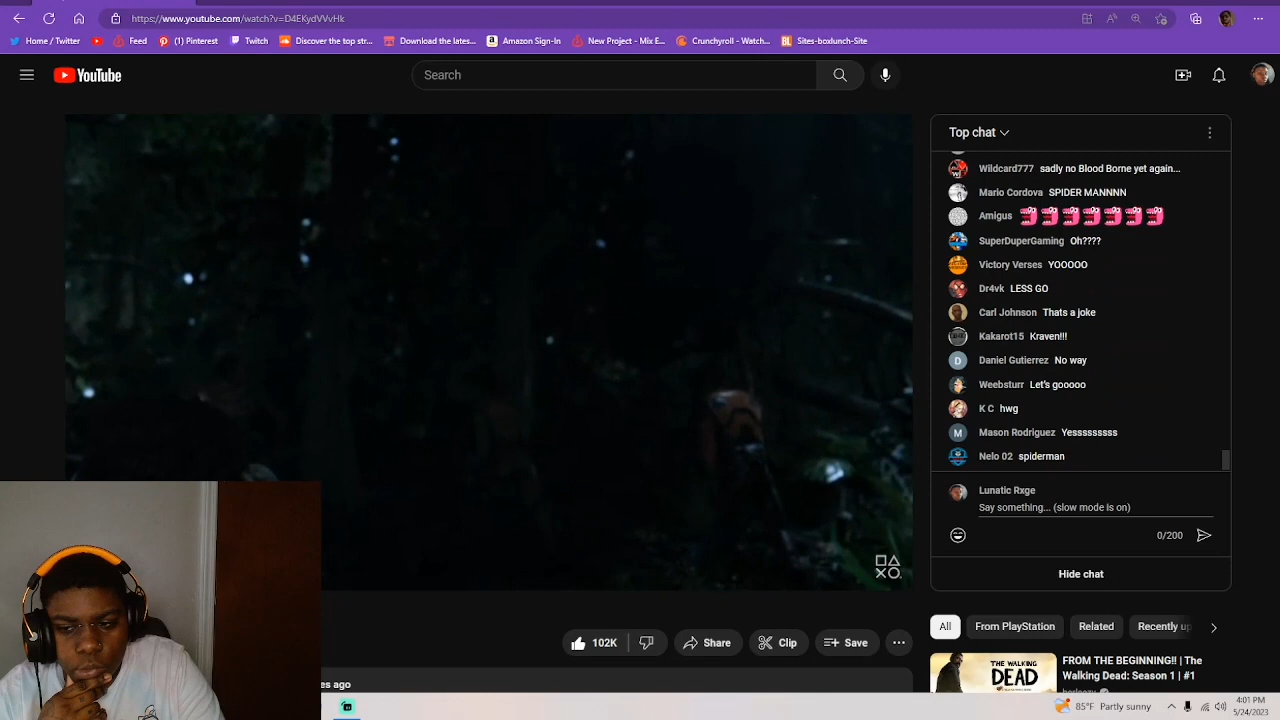 https://www.youtube.com/watch?v=D4EKydVVvHk
Home / Twitter
Feed
(1) Pinterest
Twitch
Discover the top str...
Download the lates...
Amazon Sign-In
New Project - Mix E...
Crunchyroll - Watch...
Sites-boxlunch-Site
YouTube
Search
Top chat
Wildcard777 sadly no Blood Borne yet again...
Mario Cordova SPIDER MANNNN
Amigus
SuperDuperGaming Oh????
Victory Verses YOOOOO
Dr4vk LESS GO
Carl Johnson Thats a joke
Kakarot15 Kraven!!!
D Daniel Gutierrez No way
Weebsturr Let's gooooo
K C hwg
M Mason Rodriguez Yesssssssss
Nelo 02 spiderman
Lunatic Rxge
Say something... (slow mode is on)
0/200
Hide chat
102K
Share
Clip
Save
All
From PlayStation
Related
Recently up
THE WALKING DEAD
FROM THE BEGINNING!! | The
Walking Dead: Season 1 | #1
es ago
85°F Partly sunny
4:01 PM
5/24/2023